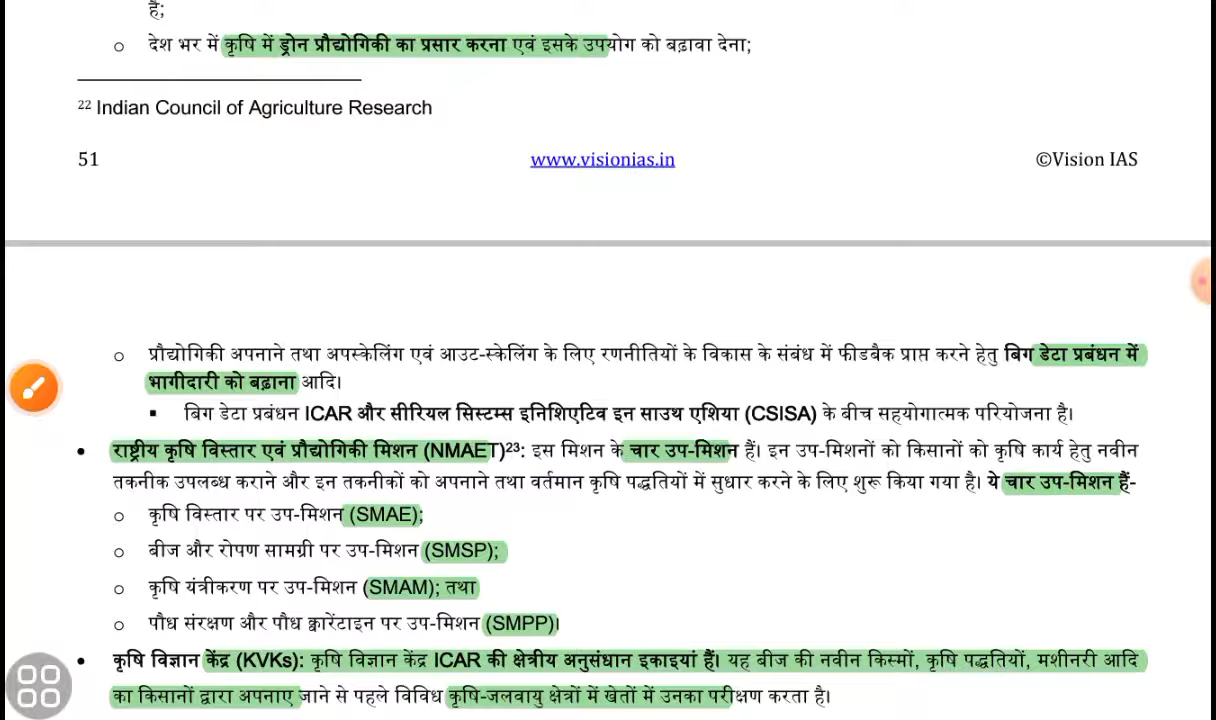 है;
o देश भर में कृषि में ड्रोन प्रौद्योगिकी का प्रसार करना एवं इसके उपयोग को बढ़ावा देना;
22 Indian Council of Agriculture Research
51 www.visionias.in ©Vision IAS
o प्रौद्योगिकी अपनाने तथा अपस्केलिंग एवं आउट-स्केलिंग के लिए रणनीतियों के विकास के संबंध में फीडबैक प्राप्त करने हेतु बिग डेटा प्रबंधन में
भागीदारी को बढ़ाना आदि।
▪ बिग डेटा प्रबंधन ICAR और सीरियल सिस्टम्स इनिशिएटिव इन साउथ एशिया (CSISA) के बीच सहयोगात्मक परियोजना है।
• राष्ट्रीय कृषि विस्तार एवं प्रौद्योगिकी मिशन (NMAET)23: इस मिशन के चार उप-मिशन हैं। इन उप-मिशनों को किसानों को कृषि कार्य हेतु नवीन
तकनीक उपलब्ध कराने और इन तकनीकों को अपनाने तथा वर्तमान कृषि पद्धतियों में सुधार करने के लिए शुरू किया गया है। ये चार उप-मिशन हैं-
o कृषि विस्तार पर उप-मिशन (SMAE);
o बीज और रोपण सामग्री पर उप-मिशन (SMSP);
o कृषि यंत्रीकरण पर उप-मिशन (SMAM); तथा
o पौध संरक्षण और पौध क्वारेंटाइन पर उप-मिशन (SMPP)।
• कृषि विज्ञान केंद्र (KVKs): कृषि विज्ञान केंद्र ICAR की क्षेत्रीय अनुसंधान इकाइयां हैं। यह बीज की नवीन किस्मों, कृषि पद्धतियों, मशीनरी आदि
का किसानों द्वारा अपनाए जाने से पहले विविध कृषि-जलवायु क्षेत्रों में खेतों में उनका परीक्षण करता है।